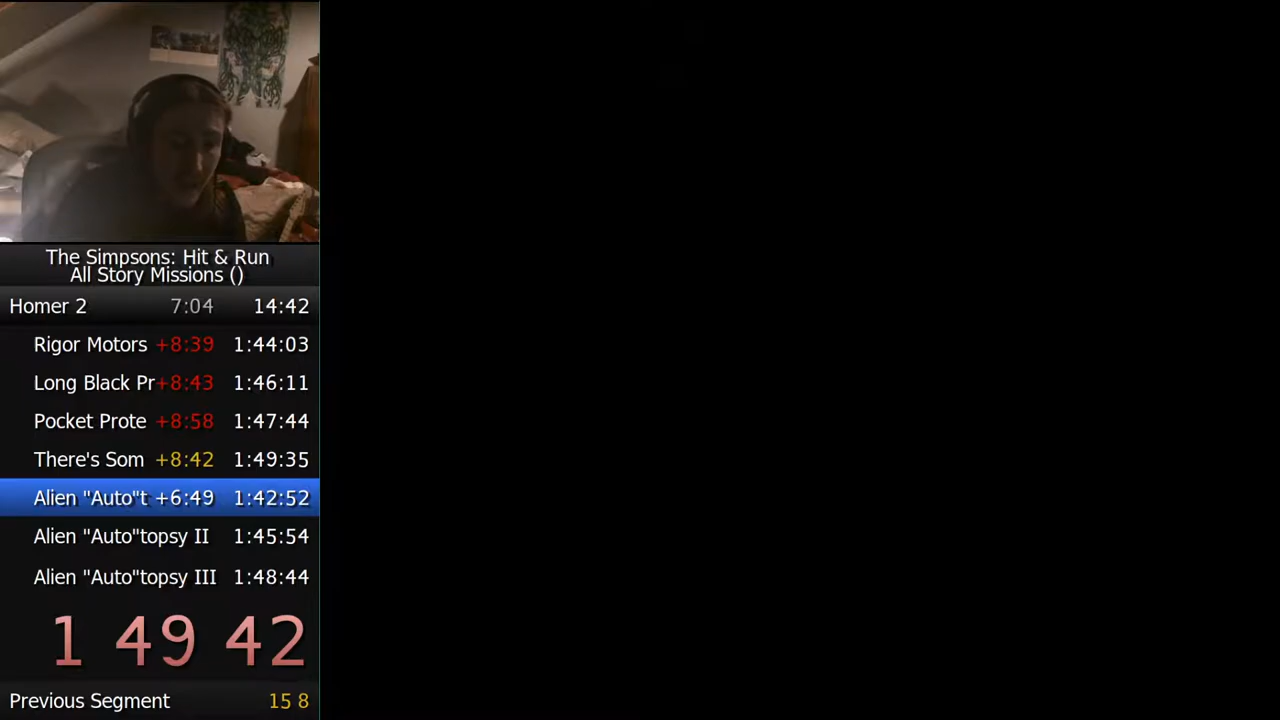 The Simpsons: Hit & Run
All Story Missions ()
Homer 2 7:04 14:42
Rigor Motors +8:39 1:44:03
Long Black Pr+8:43 1:46:11
Pocket Prote +8:58 1:47:44
There's Som +8:42 1:49:35
Alien "Auto"t +6:49 1:42:52
Alien "Auto"topsy II 1:45:54
Alien "Auto"topsy III 1:48:44
1 49 42
Previous Segment 15 8